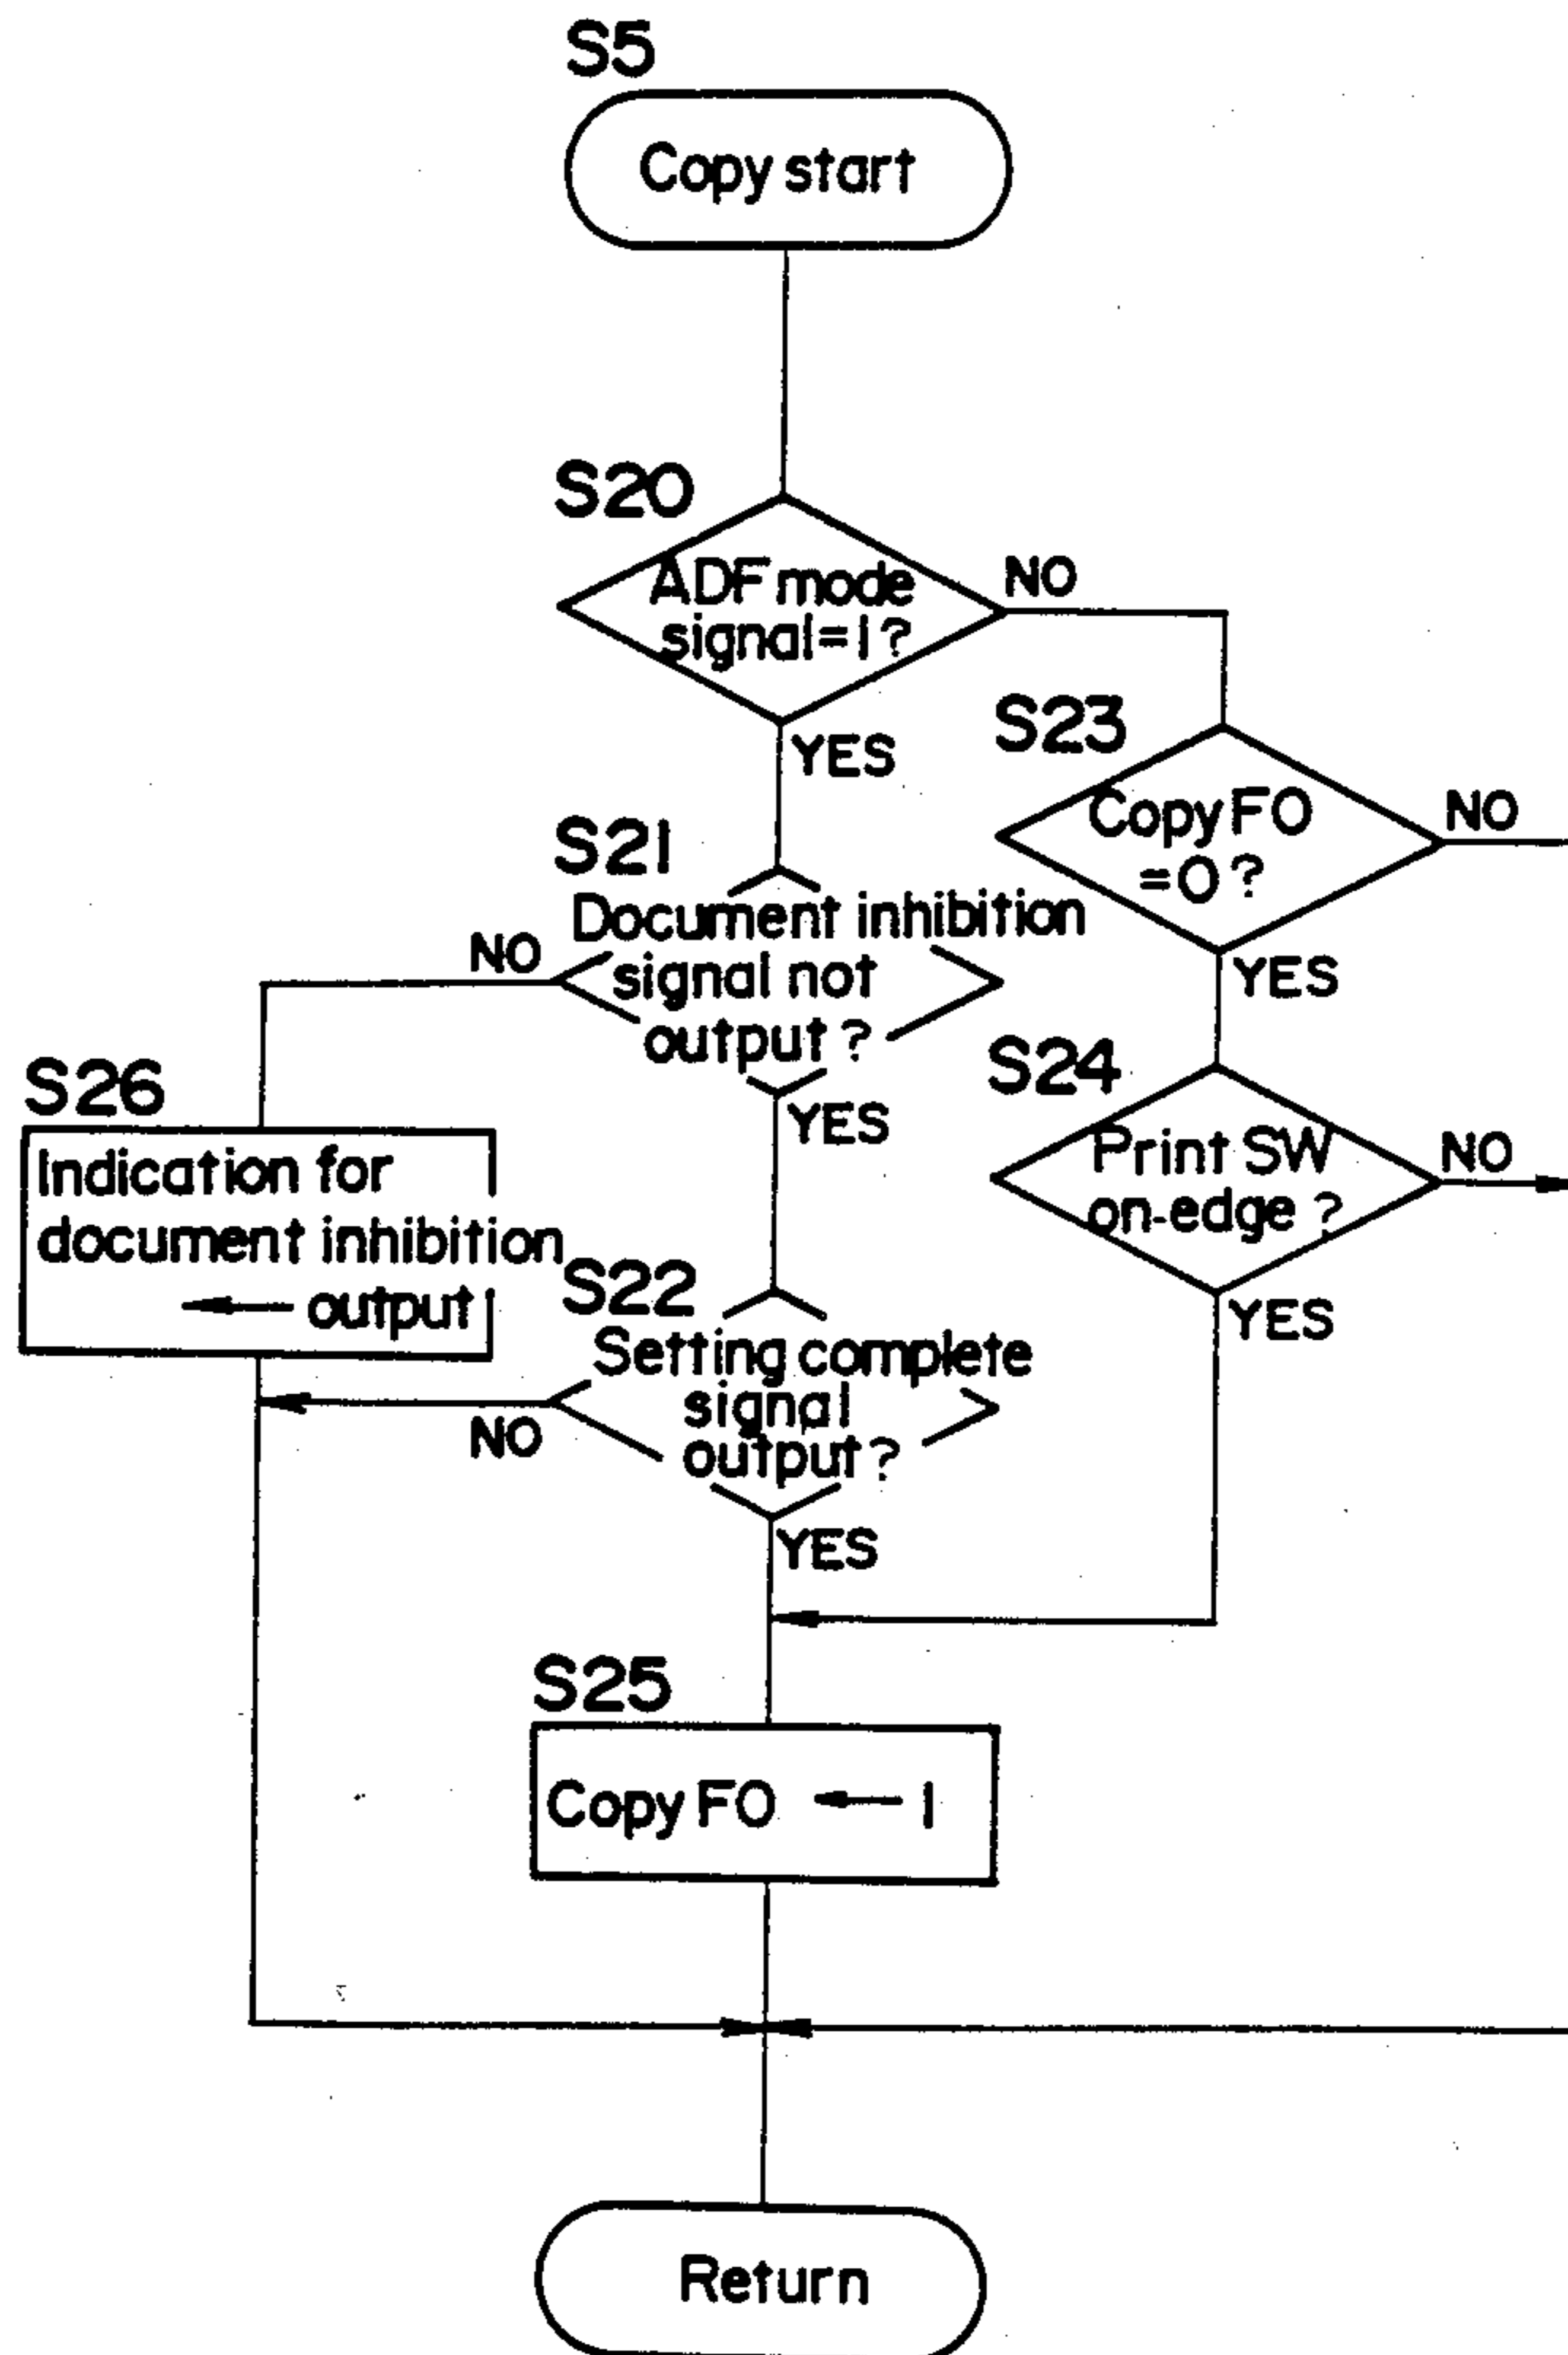 S5
Copy start
S20
ADF mode
signal=1?
NO
YES
S23
Copy FO
=0?
NO
YES
S21
Document inhibition
signal not
output?
NO
YES
S24
Print SW
on-edge?
NO
YES
S26
Indication for
document inhibition
← output
S22
Setting complete
signal
output?
NO
YES
S25
Copy FO ← 1
Return